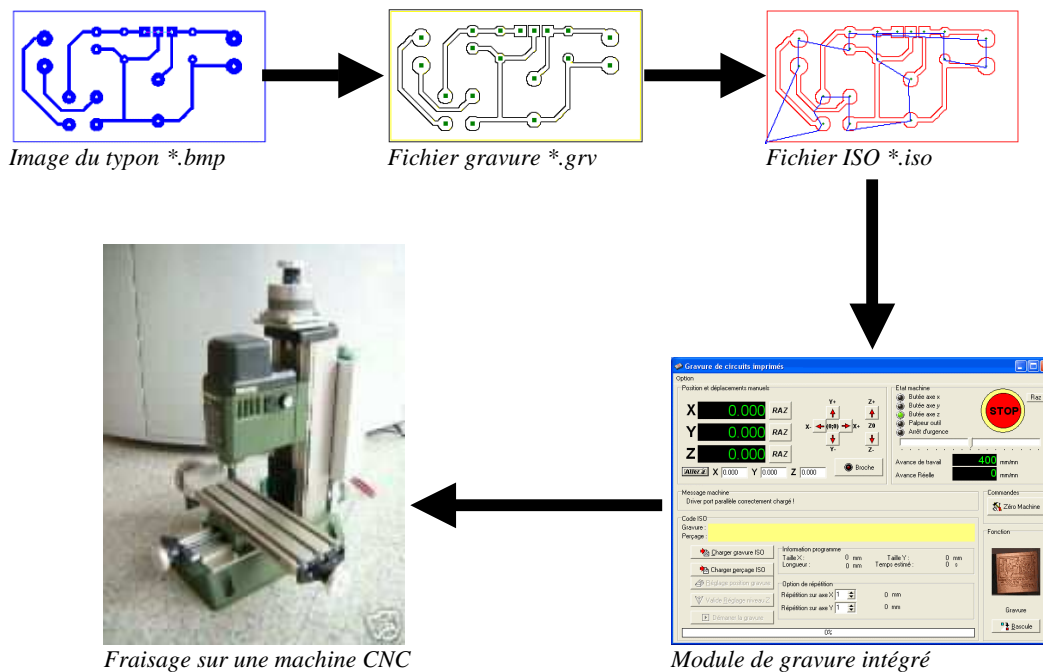 Image du typon *.bmp
Fichier gravure *.grv
Fichier ISO *.iso
Gravure de circuits imprimés
Option
Position et déplacements manuels
X 0.000 RAZ
Y 0.000 RAZ
Z 0.000 RAZ
Y+
X- (0;0) X+
Y-
Z+
Z0
Z-
Aller à X 0.000 Y 0.000 Z 0.000
Broche
Etat machine
Butée axe x
Butée axe y
Butée axe z
Palpeur outil
Arrêt d'urgence
STOP
Raz
Avance de travail 400 mm/mn
Avance Réelle 0 mm/mn
Message machine
Driver port parallèle correctement chargé !
Commandes
Zéro Machine
Code ISO
Gravure :
Perçage :
Fonction
Charger gravure ISO
Charger perçage ISO
Réglage position gravure
Valide Réglage niveau Z
Démarrer la gravure
Information programme
Taille X : 0 mm Taille Y : 0 mm
Longueur : 0 mm Temps estimé : 0 s
Option de répétition
Répétition sur axe X 1 0 mm
Répétition sur axe Y 1 0 mm
Gravure
Bascule
0%
Fraisage sur une machine CNC
Module de gravure intégré